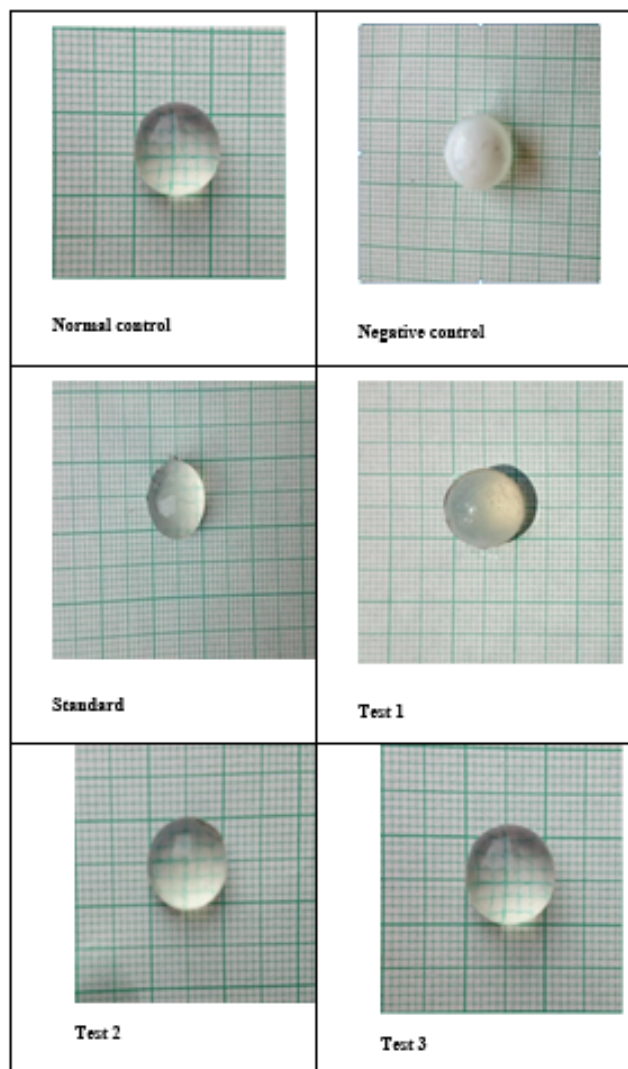 Normal control
Negative control
Standard
Test 1
Test 2
Test 3